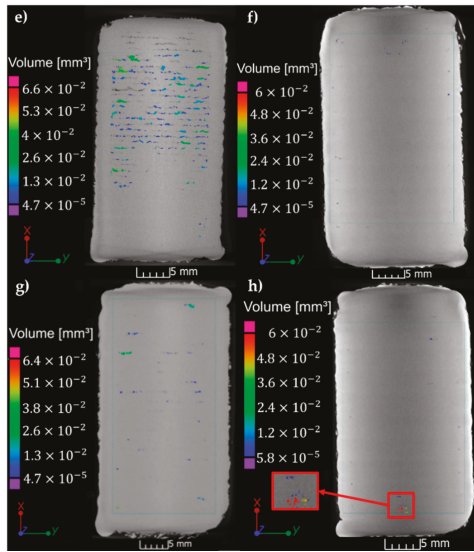 e)
Volume [mm³]
6.6 × 10⁻²
5.3 × 10⁻²
4 × 10⁻²
2.6 × 10⁻²
1.3 × 10⁻²
4.7 × 10⁻⁵
X
Z
Y
5 mm
f)
Volume [mm³]
6 × 10⁻²
4.8 × 10⁻²
3.6 × 10⁻²
2.4 × 10⁻²
1.2 × 10⁻²
4.7 × 10⁻⁵
X
Z
Y
5 mm
g)
Volume [mm³]
6.4 × 10⁻²
5.1 × 10⁻²
3.8 × 10⁻²
2.6 × 10⁻²
1.3 × 10⁻²
4.7 × 10⁻⁵
X
Z
Y
5 mm
h)
Volume [mm³]
6 × 10⁻²
4.8 × 10⁻²
3.6 × 10⁻²
2.4 × 10⁻²
1.2 × 10⁻²
5.8 × 10⁻⁵
X
Z
Y
5 mm